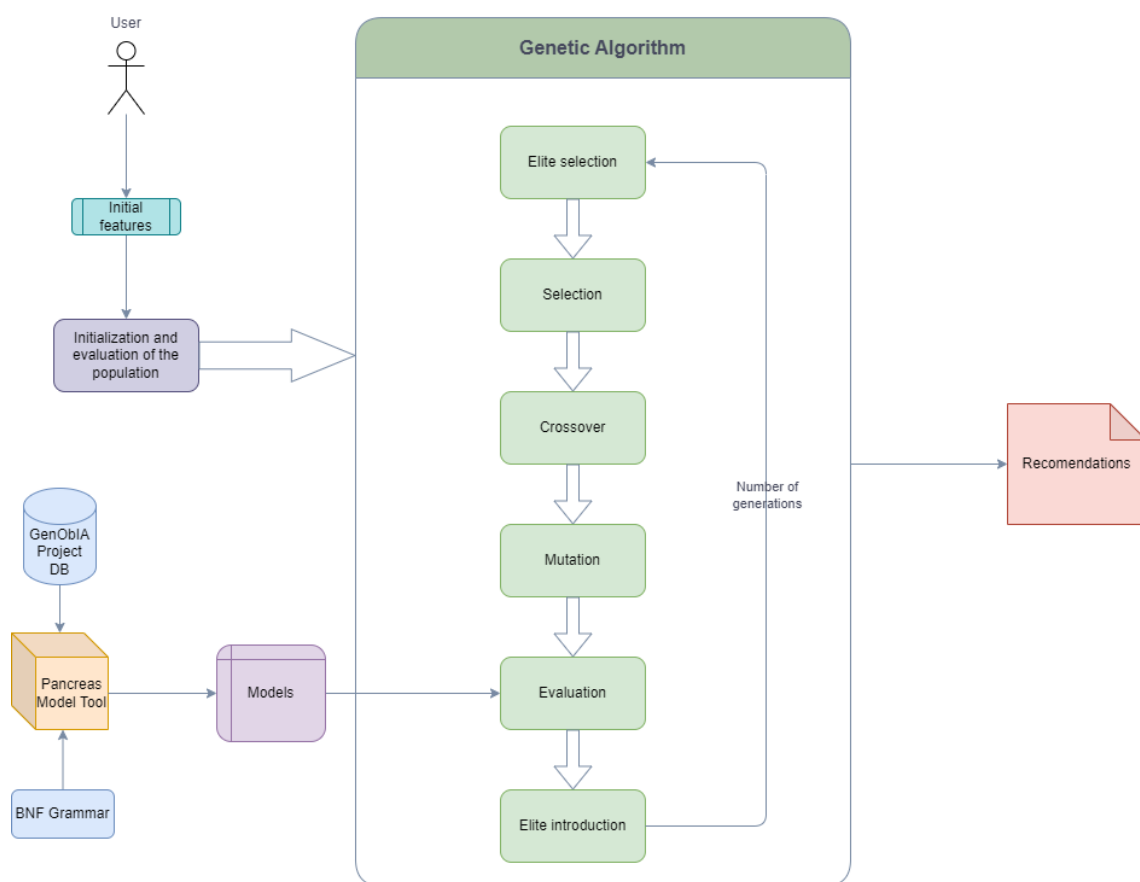 User
Genetic Algorithm
Elite selection
Initial
features
Selection
Initialization and
evaluation of the
population
Crossover
Recomendations
Number of
generations
GenObIA
Project
DB
Mutation
Pancreas
Model Tool
Models
Evaluation
BNF Grammar
Elite introduction